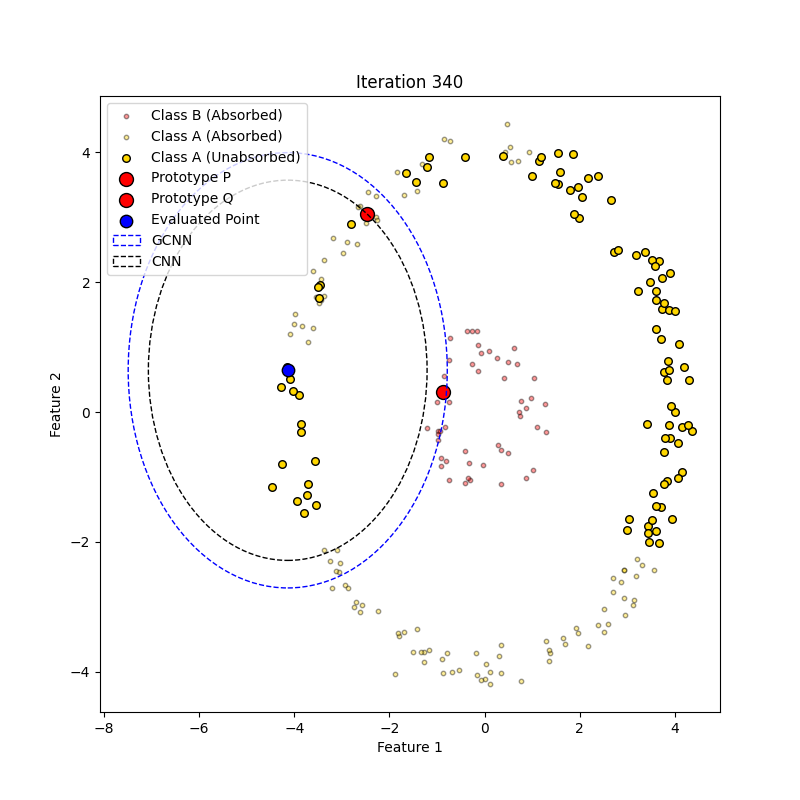 Iteration 340
Class B (Absorbed)
Class A (Absorbed)
Class A (Unabsorbed)
Prototype P
Prototype Q
Evaluated Point
GCNN
CNN
Feature 2
4
2
0
−2
−4
−8
−6
−4
−2
0
2
4
Feature 1